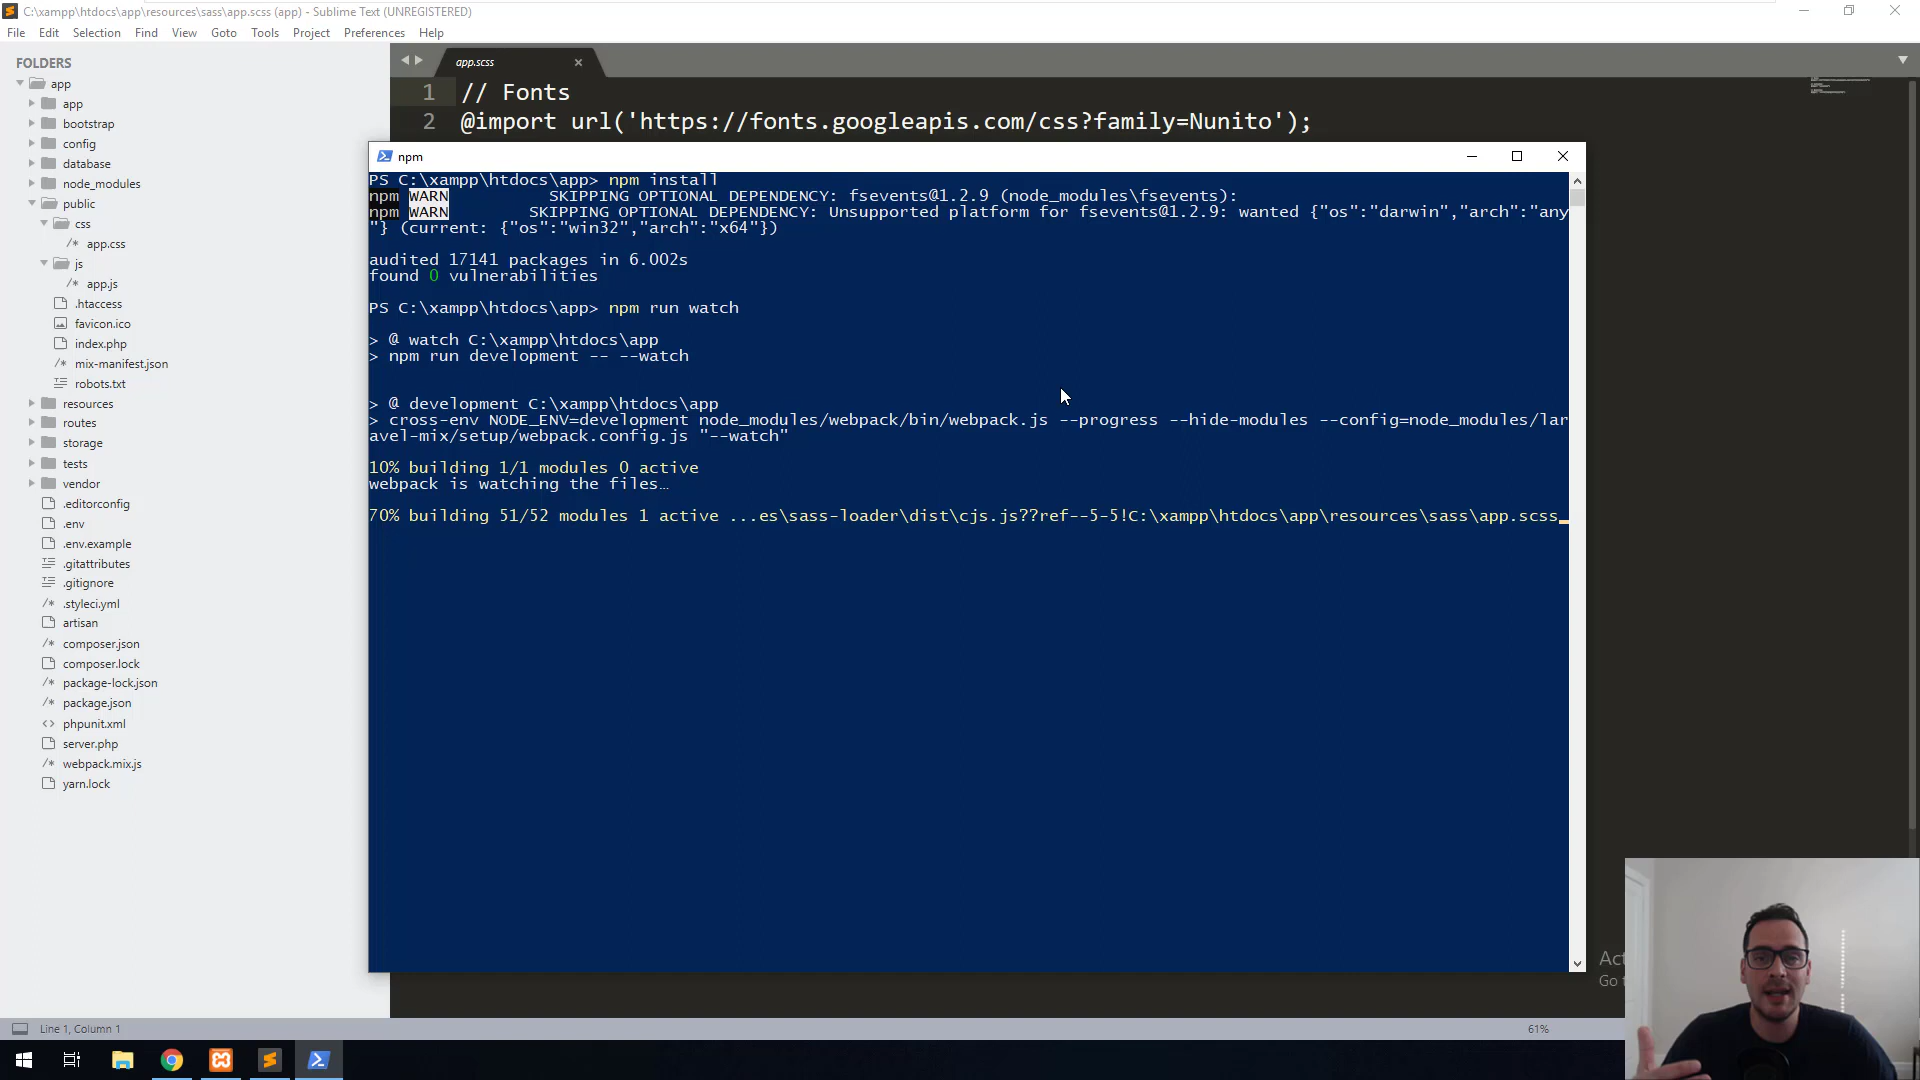 C:\xampp\htdocs\app\resources\sass\app.scss (app) - Sublime Text (UNREGISTERED)
File Edit Selection Find View Goto Tools Project Preferences Help
FOLDERS
app
app
bootstrap
config
database
node_modules
public
css
app.css
js
app.js
.htaccess
favicon.ico
index.php
mix-manifest.json
robots.txt
resources
routes
storage
tests
vendor
.editorconfig
.env
.env.example
.gitattributes
.gitignore
.styleci.yml
artisan
composer.json
composer.lock
package-lock.json
package.json
phpunit.xml
server.php
webpack.mix.js
yarn.lock
app.scss
1 // Fonts
2 @import url('https://fonts.googleapis.com/css?family=Nunito');
npm
PS C:\xampp\htdocs\app> npm install
npm WARN SKIPPING OPTIONAL DEPENDENCY: fsevents@1.2.9 (node_modules\fsevents):
npm WARN SKIPPING OPTIONAL DEPENDENCY: Unsupported platform for fsevents@1.2.9: wanted {"os":"darwin","arch":"any
"} (current: {"os":"win32","arch":"x64"})
audited 17141 packages in 6.002s
found 0 vulnerabilities
PS C:\xampp\htdocs\app> npm run watch
> @ watch C:\xampp\htdocs\app
> npm run development -- --watch
> @ development C:\xampp\htdocs\app
> cross-env NODE_ENV=development node_modules/webpack/bin/webpack.js --progress --hide-modules --config=node_modules/lar
avel-mix/setup/webpack.config.js "--watch"
10% building 1/1 modules 0 active
webpack is watching the files…
70% building 51/52 modules 1 active ...es\sass-loader\dist\cjs.js??ref--5-5!C:\xampp\htdocs\app\resources\sass\app.scss_
Act
Go t
Line 1, Column 1
61%